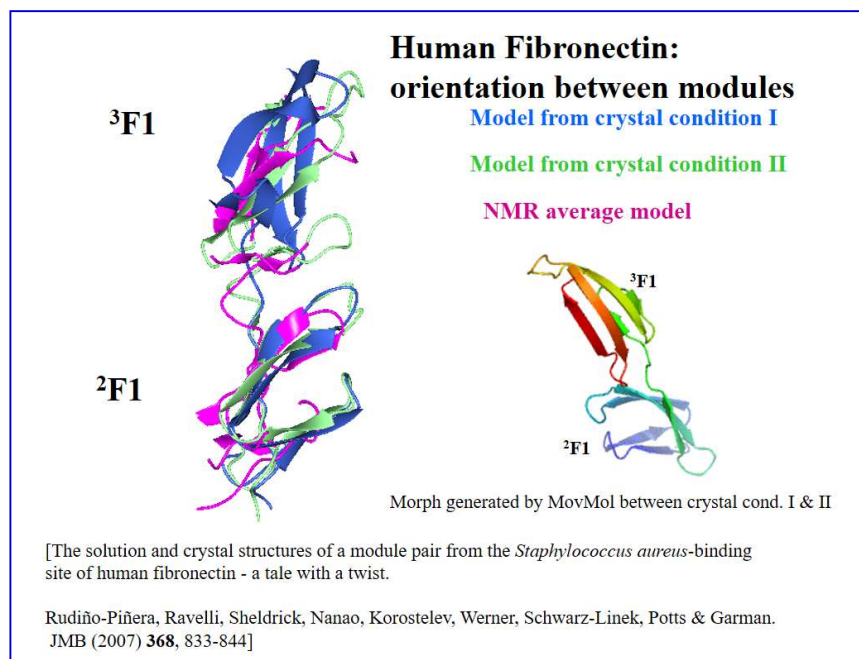 Human Fibronectin:
orientation between modules
³F1
Model from crystal condition I
Model from crystal condition II
NMR average model
³F1
²F1
²F1
Morph generated by MovMol between crystal cond. I & II
[The solution and crystal structures of a module pair from the Staphylococcus aureus-binding
site of human fibronectin - a tale with a twist.
Rudiño-Piñera, Ravelli, Sheldrick, Nanao, Korostelev, Werner, Schwarz-Linek, Potts & Garman.
JMB (2007) 368, 833-844]